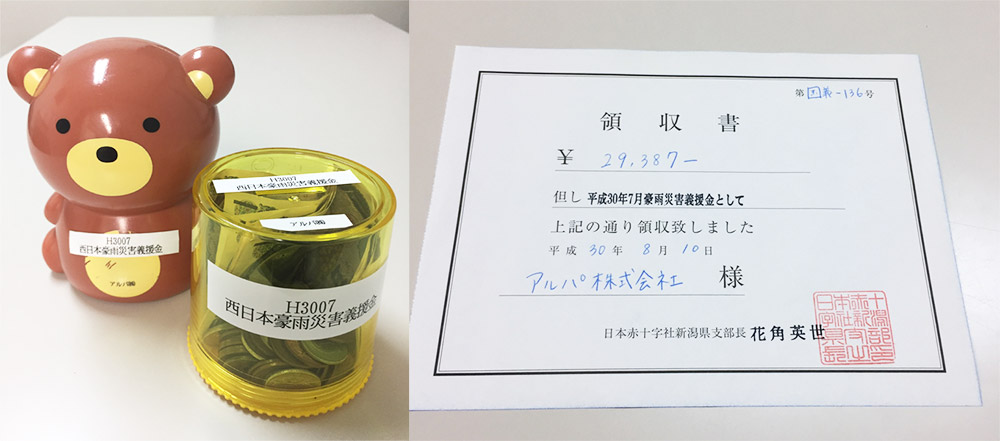 H3007
西日本豪雨災害義援金
アルパ㈱
H3007
西日本豪雨災害義援金
アルパ㈱
H3007
西日本豪雨災害義援金
第 国義-136号
領収書
¥ 29,387-
但し 平成30年7月豪雨災害義援金として
上記の通り領収致しました
平成 30年 8月 10日
アルパ株式会社 様
日本赤十字社新潟県支部長 花角英世